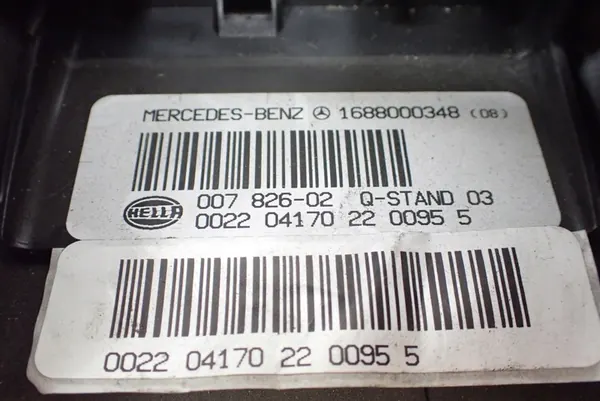 MERCEDES-BENZ 1688000348 (08)
HELLA
007 826-02 Q-STAND 03
0022 04170 22 0095 5
0022 04170 22 0095 5